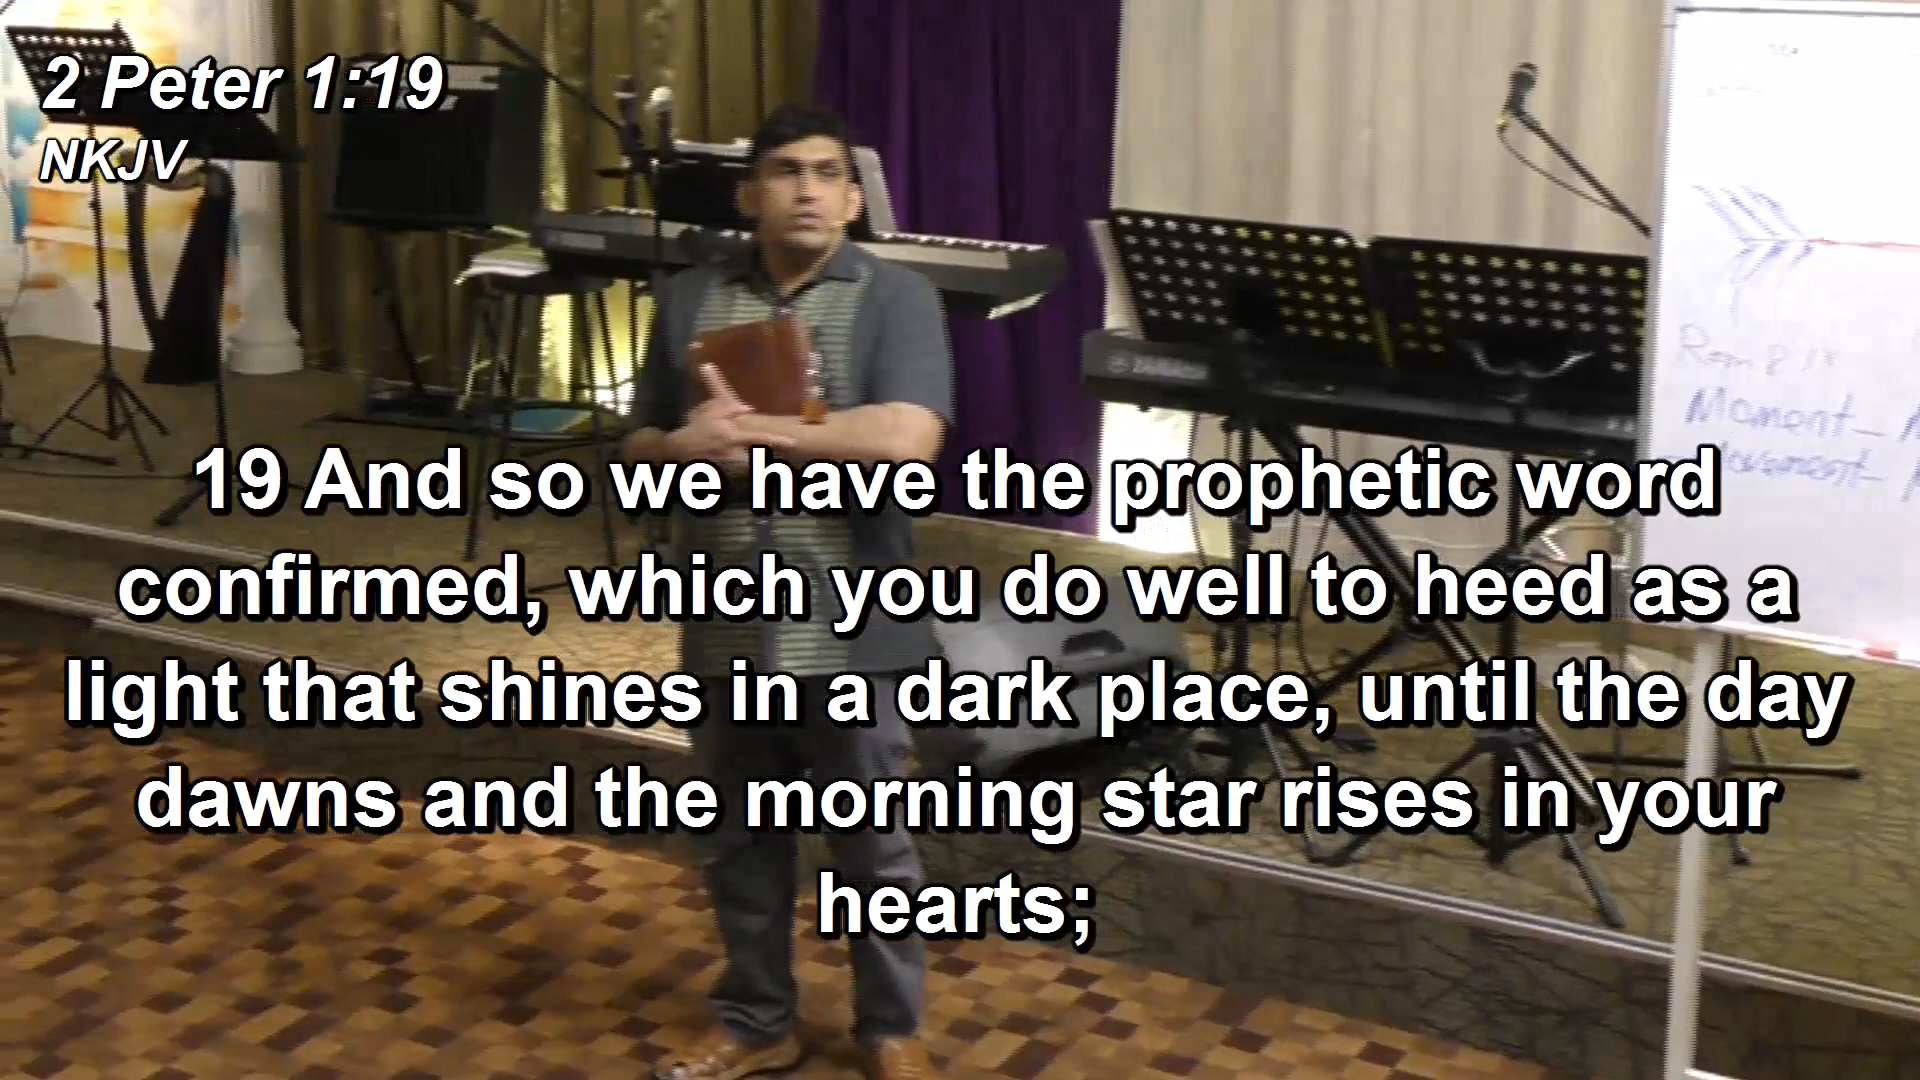 2 Peter 1:19
NKJV
19 And so we have the prophetic word
confirmed, which you do well to heed as a
light that shines in a dark place, until the day
dawns and the morning star rises in your
hearts;
Rom 8
Moment-